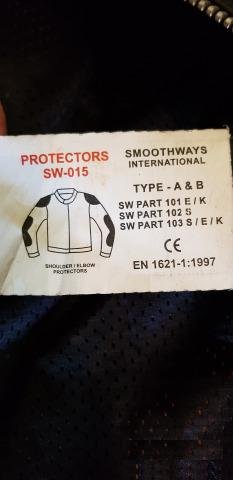 PROTECTORS
SW-015
SHOULDER / ELBOW
PROTECTORS
SMOOTHWAYS
INTERNATIONAL
TYPE - A & B
SW PART 101 E / K
SW PART 102 S
SW PART 103 S / E / K
CE
EN 1621-1:1997